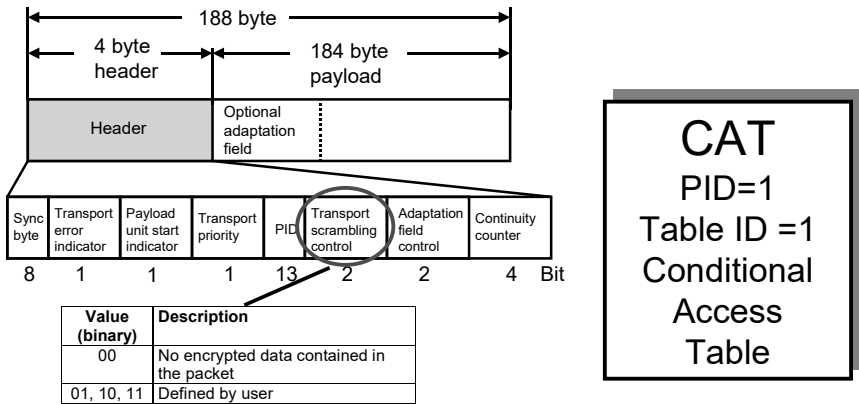 188 byte
4 byte
header
184 byte
payload
Header
Optional
adaptation
field
Sync
byte
Transport
error
indicator
Payload
unit start
indicator
Transport
priority
PID
Transport
scrambling
control
Adaptation
field
control
Continuity
counter
8 1 1 1 13 2 2 4 Bit
Value
(binary)
Description
00
No encrypted data contained in
the packet
01, 10, 11 Defined by user
CAT
PID=1
Table ID =1
Conditional
Access
Table